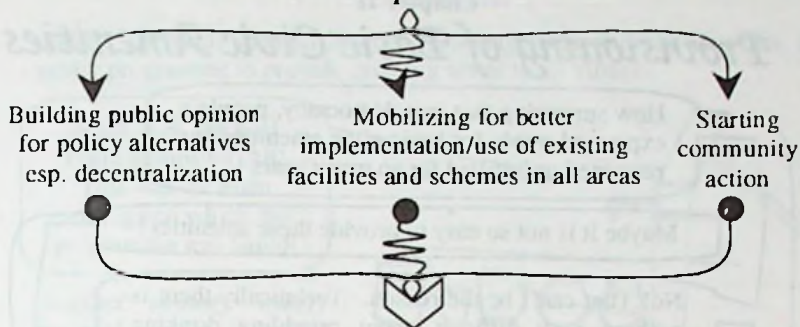 Building public opinion
for policy alternatives
esp. decentralization
Mobilizing for better
implementation/use of existing
facilities and schemes in all areas
Starting
community
action